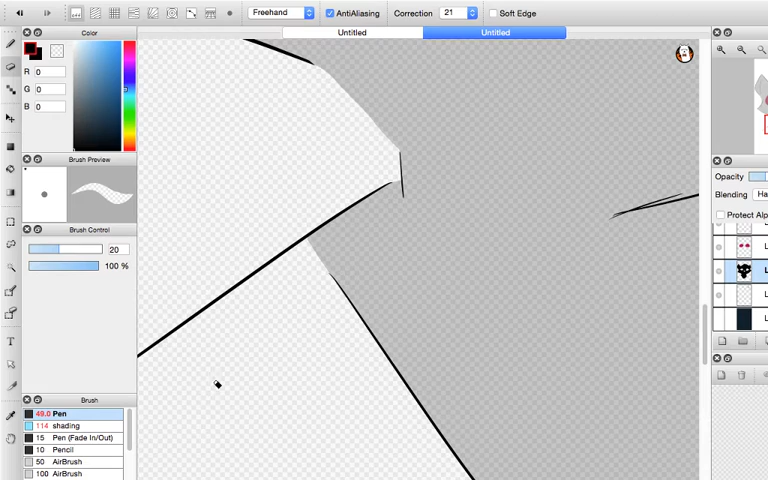 Freehand AntiAliasing Correction 21 Soft Edge
Untitled Untitled
Color
R 0
G 0
B 0
Brush Preview
Brush Control
20
100 %
Brush
49.0 Pen
114 shading
15 Pen (Fade In/Out)
10 Pencil
50 AirBrush
100 AirBrush
T
Opacity
Blending Ha
Protect Alp
L
L
L
L